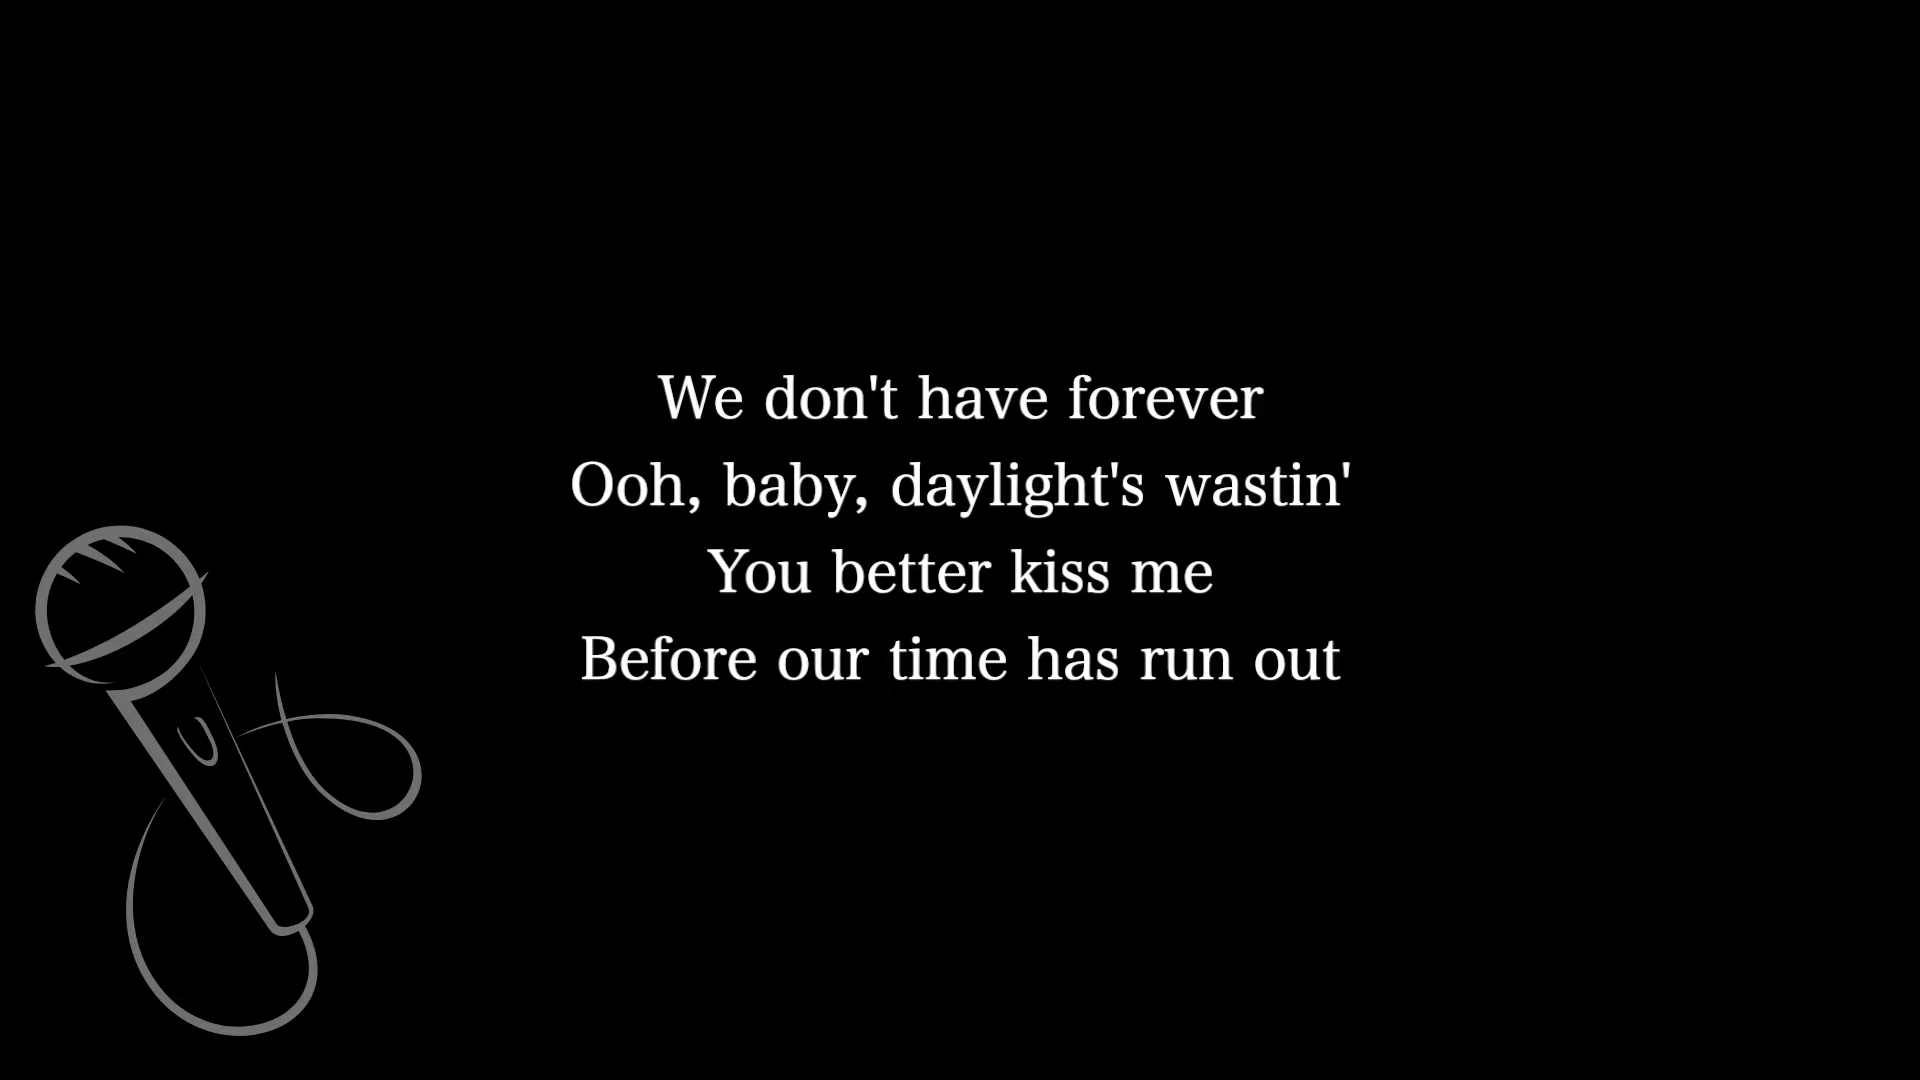 We don't have forever
Ooh, baby, daylight's wastin'
You better kiss me
Before our time has run out